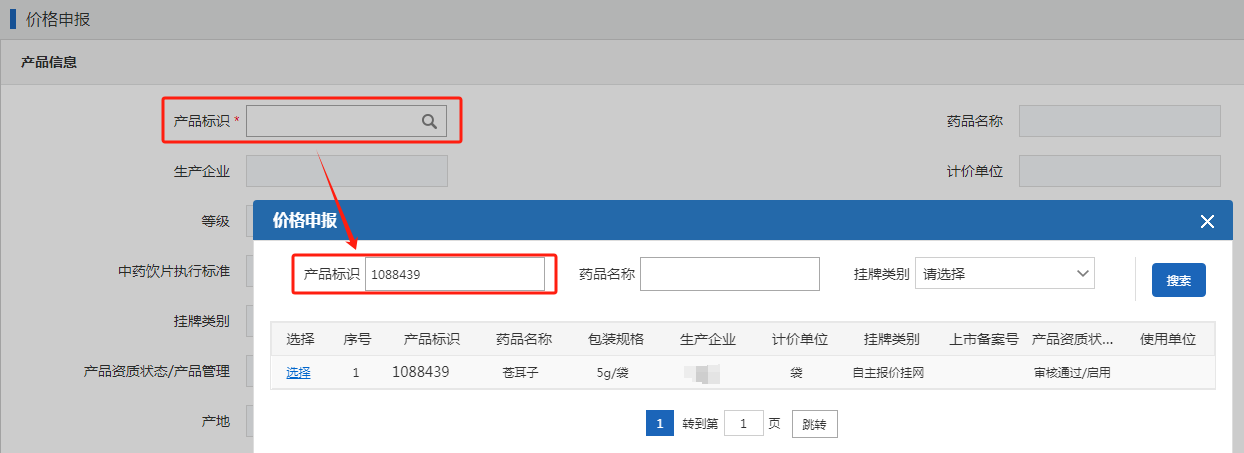 价格申报
产品信息
产品标识 *
药品名称
生产企业
计价单位
等级
价格申报
中药饮片执行标准
产品标识 1088439 药品名称 挂牌类别 请选择 搜索
挂牌类别
选择 序号 产品标识 药品名称 包装规格 生产企业 计价单位 挂牌类别 上市备案号 产品资质状... 使用单位
产品资质状态/产品管理
选择 1 1088439 苍耳子 5g/袋 袋 自主报价挂网 审核通过/启用
产地
1 转到第 1 页 跳转